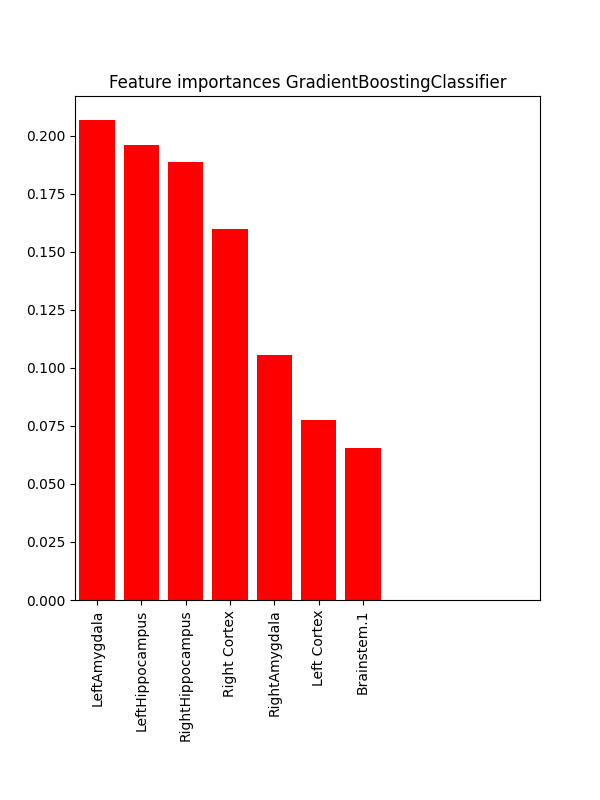 Feature importances GradientBoostingClassifier
0.200
0.175
0.150
0.125
0.100
0.075
0.050
0.025
0.000
LeftAmygdala
LeftHippocampus
RightHippocampus
Right Cortex
RightAmygdala
Left Cortex
Brainstem.1